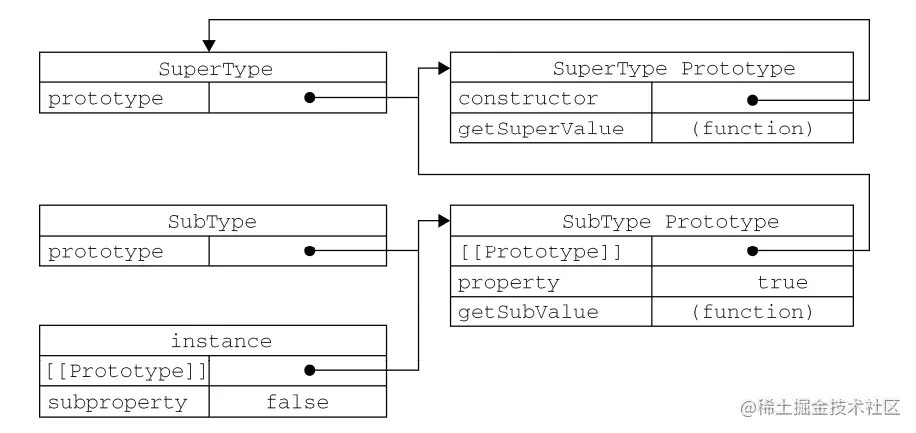 SuperType
prototype
SuperType Prototype
constructor
getSuperValue (function)
SubType
prototype
SubType Prototype
[[Prototype]]
property true
getSubValue (function)
instance
[[Prototype]]
subproperty false
@稀土掘金技术社区